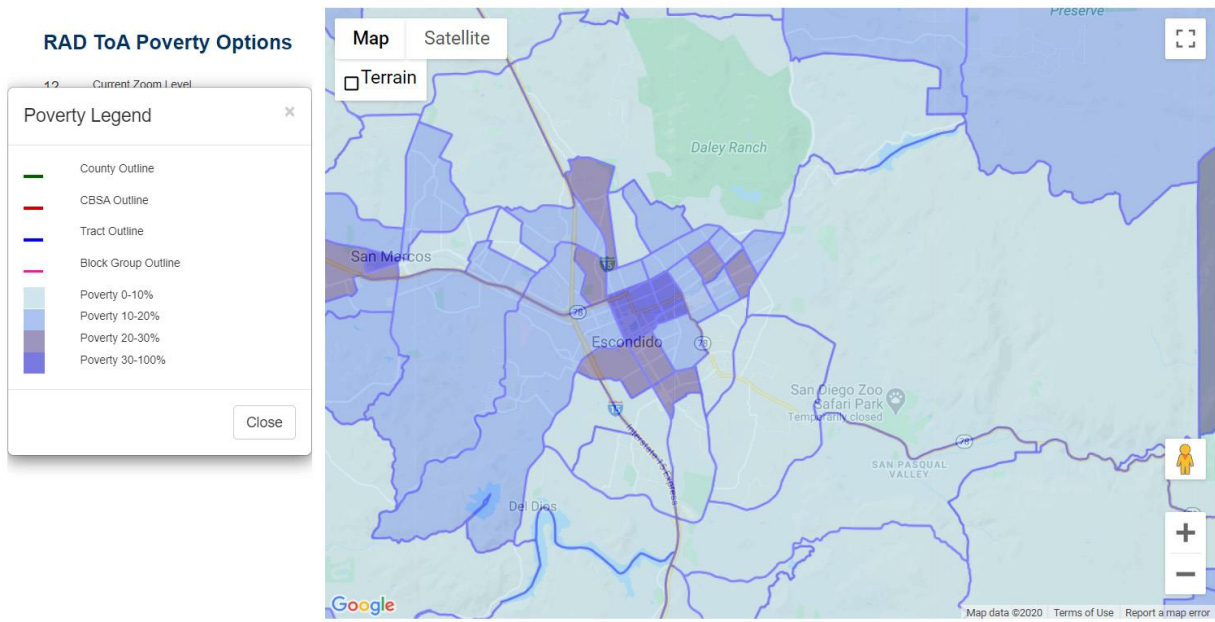 RAD ToA Poverty Options
12 Current Zoom Level
Poverty Legend ×
County Outline
CBSA Outline
Tract Outline
Block Group Outline
Poverty 0-10%
Poverty 10-20%
Poverty 20-30%
Poverty 30-100%
Close
Map Satellite
Terrain
Preserve
Daley Ranch
San Marcos
15
78
Escondido
78
San Diego Zoo
Safari Park
Temporarily closed
15
Interstate 15 Express
78
SAN PASQUAL
VALLEY
Del Dios
Google
Map data ©2020 Terms of Use Report a map error